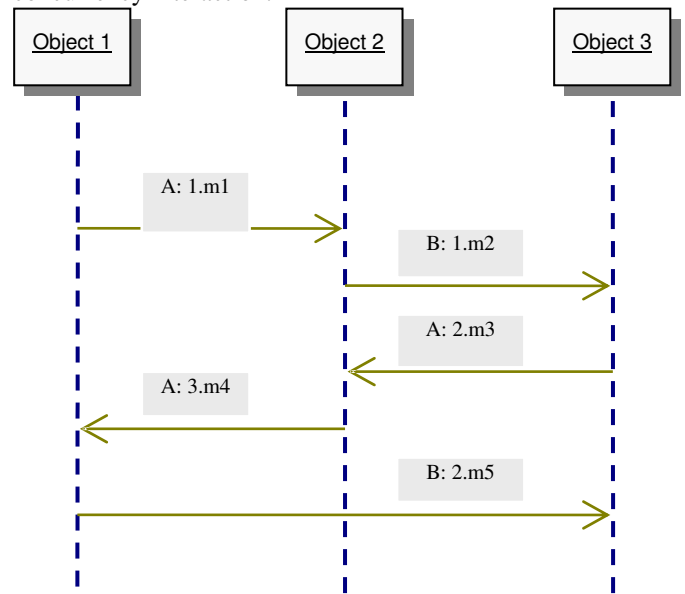 Object 1
Object 2
Object 3
A: 1.m1
B: 1.m2
A: 2.m3
A: 3.m4
B: 2.m5